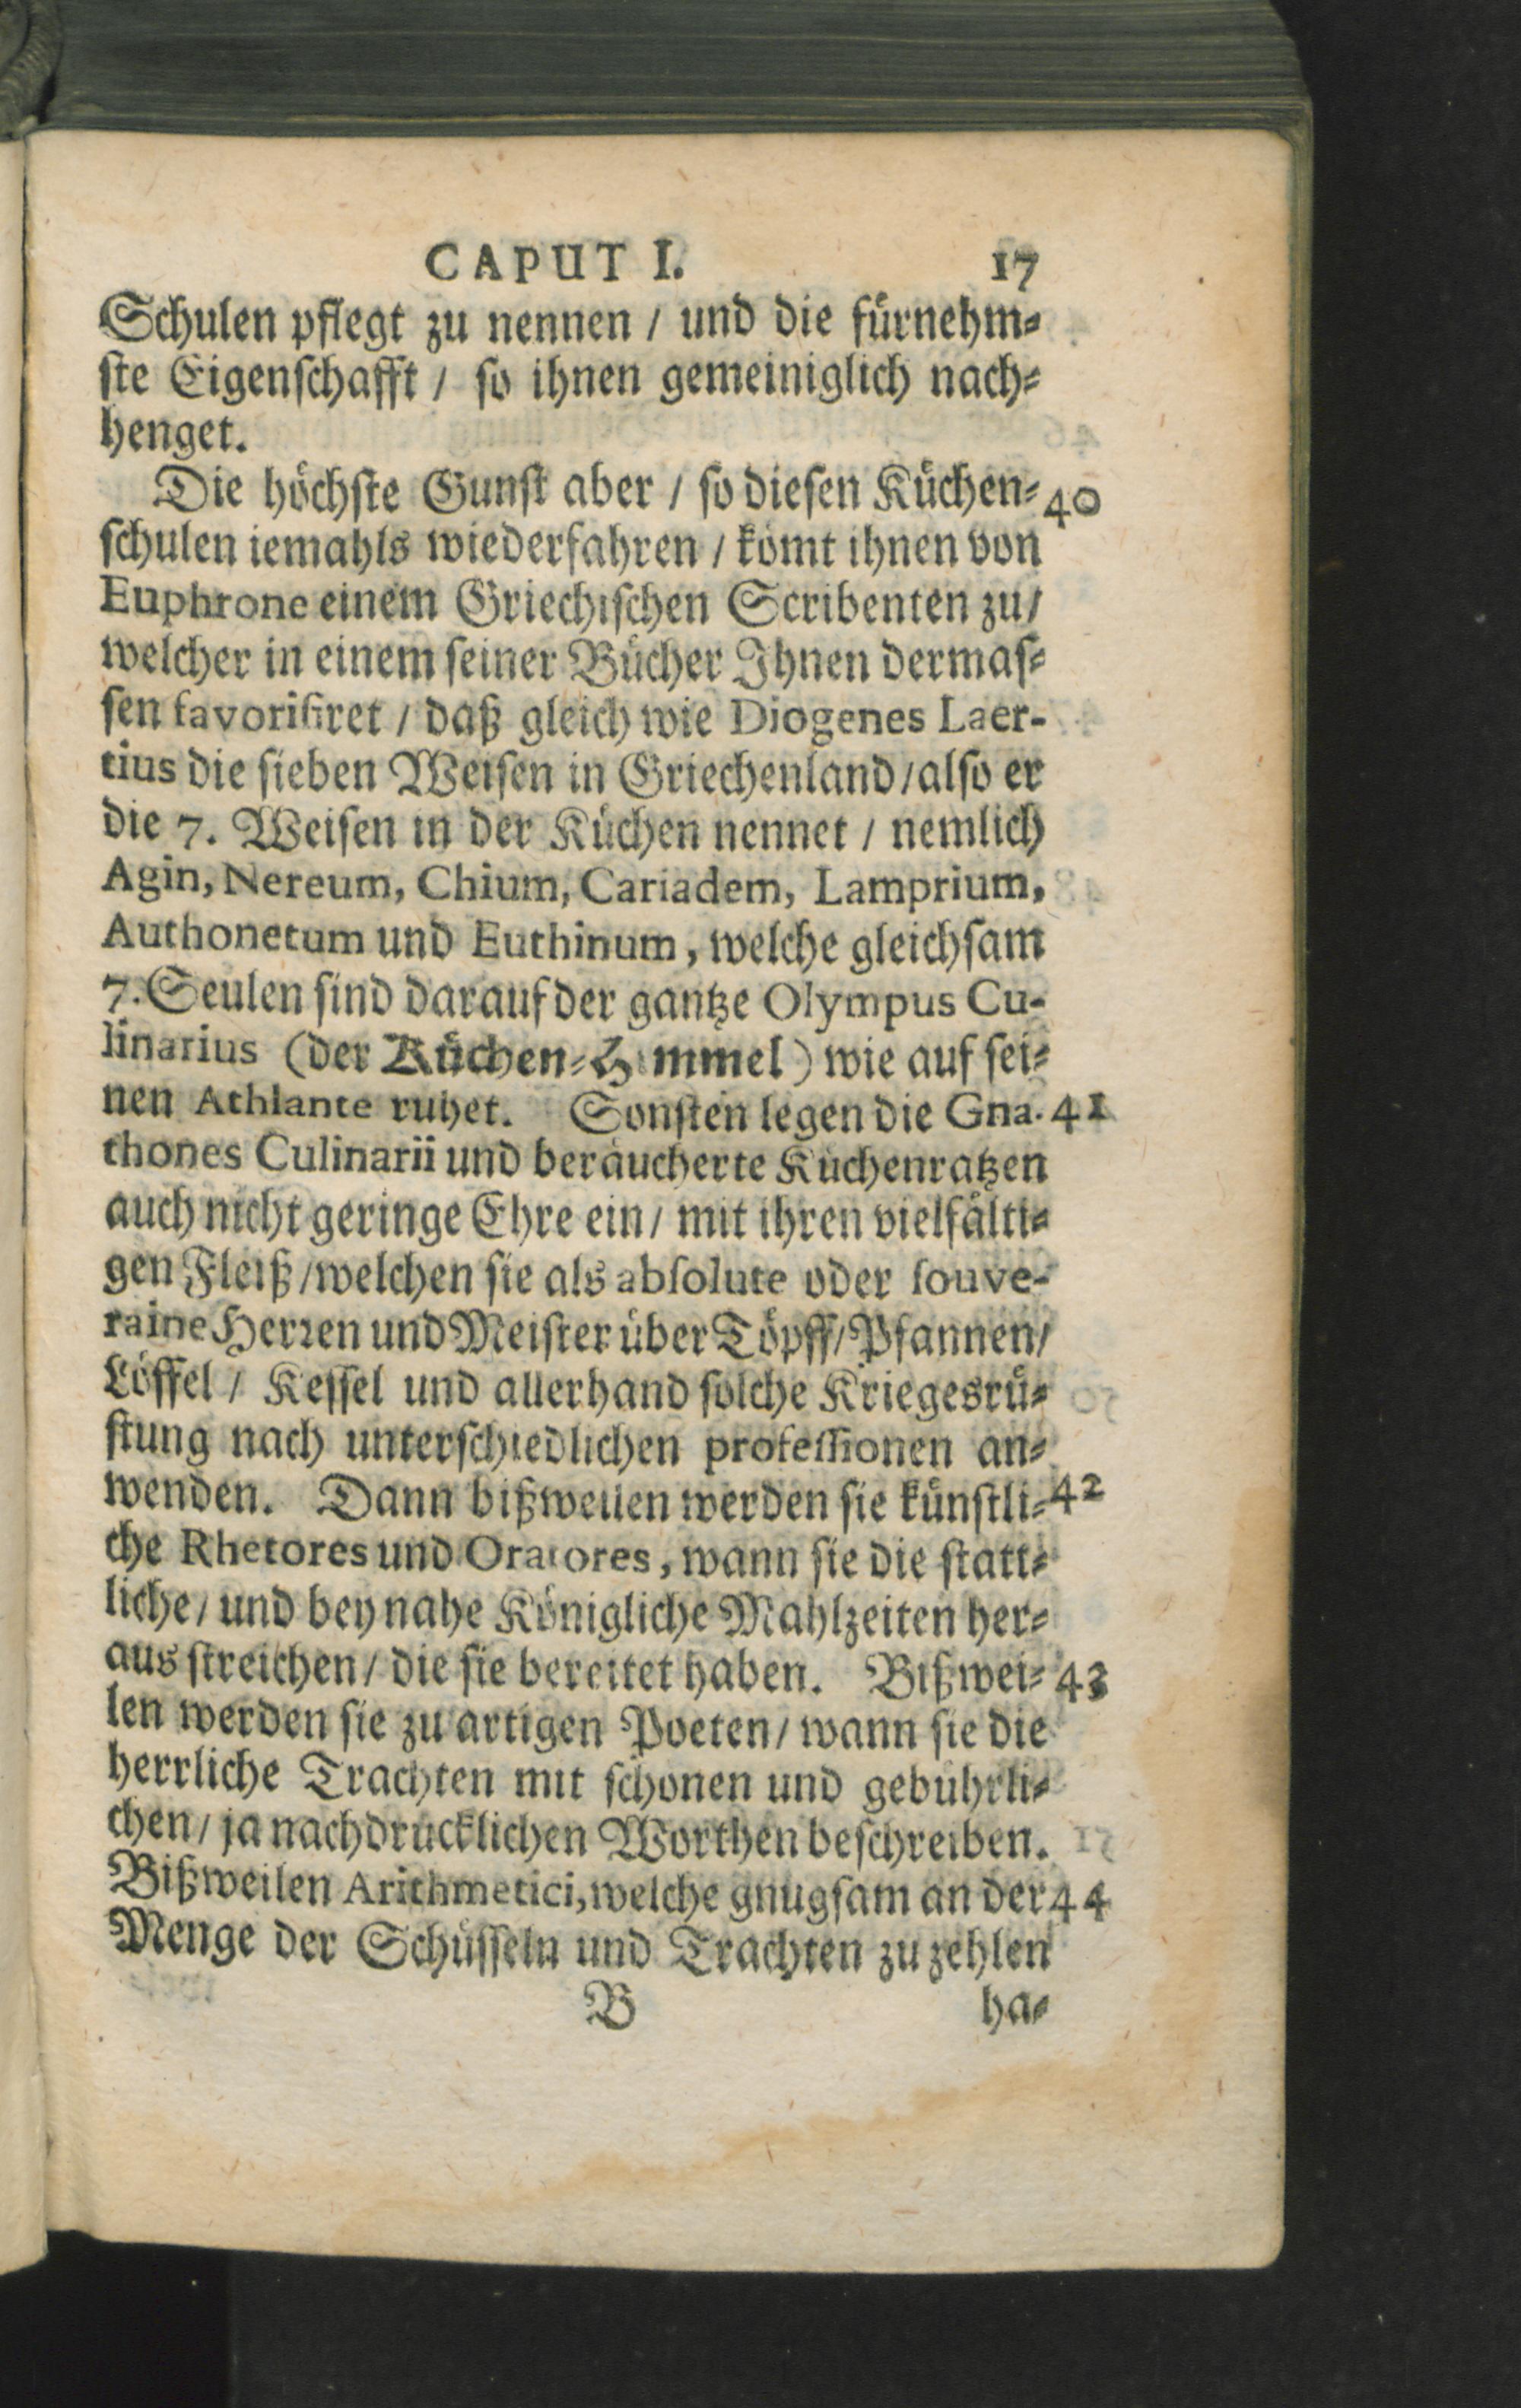 CAPUT I. 17
Schulen pflegt zu nennen / und die fürnehm⸗
ste Eigenschafft / so ihnen gemeiniglich nach⸗
henget.
Die höchste Gunst aber / so diesen Küchen⸗ 40
schulen iemahls wiederfahren / komt ihnen von
Euphrone einem Griechischen Scribenten zu /
welcher in einem seiner Bücher Ihnen dermas⸗
sen favorisiret / daß gleich wie Diogenes Laer-
tius die sieben Weisen in Griechenland / also er
die 7. Weisen in der Küchen nennet / nemlich
Agin, Nereum, Chium, Cariadem, Lamprium,
Authonetum und Euthinum, welche gleichsam
7. Seulen sind darauf der gantze Olympus Cu-
linarius (der Küchen⸗Himmel) wie auf sei⸗
nen Athlante ruhet. Sonsten legen die Gna- 41
thones Culinarii und beräucherte Küchenratzen
auch nicht geringe Ehre ein / mit ihren vielfälti⸗
gen Fleiß / welchen sie als absolute oder souve-
raine Herren und Meister über Töpff / Pfannen /
Löffel / Kessel und allerhand solche Kriegesrü⸗
stung nach unterschiedlichen professionen an⸗
wenden. Dann bißweilen werden sie künstli⸗ 42
che Rhetores und Oratores, wann sie die statt⸗
liche / und bey nahe Königliche Mahlzeiten her⸗
aus streichen / die sie bereitet haben. Bißwei⸗ 43
len werden sie zu artigen Poeten / wann sie die
herrliche Trachten mit schönen und gebührli⸗
chen / ja nachdrücklichen Worthen beschreiben.
Bißweilen Arithmetici, welche gnugsam an der 44
Menge der Schüsseln und Trachten zu zehlen
B ha⸗